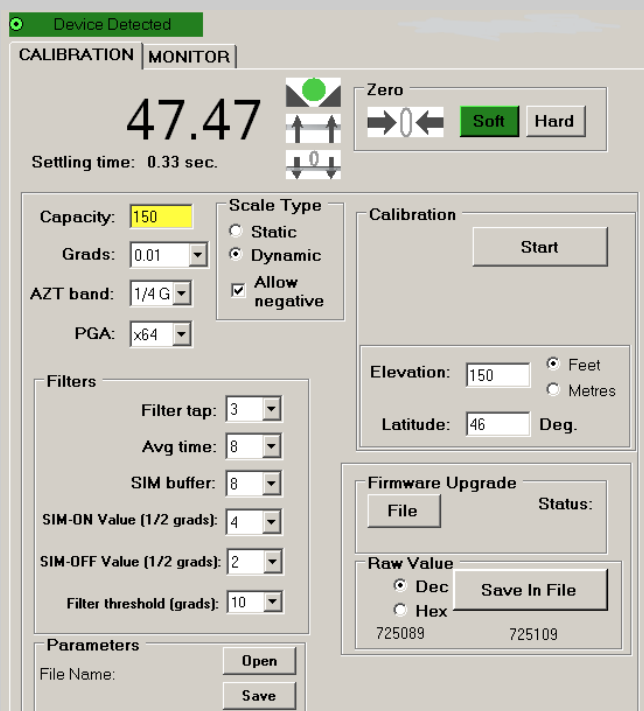 Device Detected
CALIBRATION MONITOR
47.47
Settling time: 0.33 sec.
Zero
0
Soft Hard
0
Capacity: 150
Grads: 0.01
AZT band: 1/4 G
PGA: x64
Scale Type
Static
Dynamic
Allow
negative
Calibration
Start
Elevation: 150
Feet
Metres
Latitude: 46 Deg.
Filters
Filter tap: 3
Avg time: 8
SIM buffer: 8
SIM-ON Value (1/2 grads): 4
SIM-OFF Value (1/2 grads): 2
Filter threshold (grads): 10
Firmware Upgrade
File Status:
Raw Value
Dec
Hex
Save In File
725089 725109
Parameters
File Name:
Open
Save